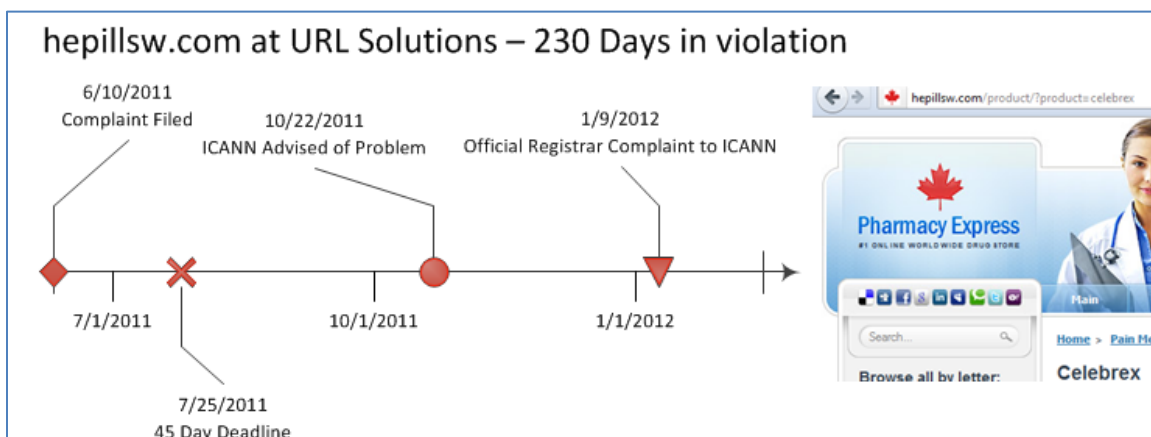 hepillsw.com at URL Solutions – 230 Days in violation
6/10/2011
Complaint Filed
10/22/2011
ICANN Advised of Problem
1/9/2012
Official Registrar Complaint to ICANN
7/1/2011
10/1/2011
1/1/2012
7/25/2011
45 Day Deadline
hepillsw.com/product/?product=celebrex
Pharmacy Express
#1 ONLINE WORLDWIDE DRUG STORE
Main
Search...
Home > Pain Me
Browse all by letter:
Celebrex